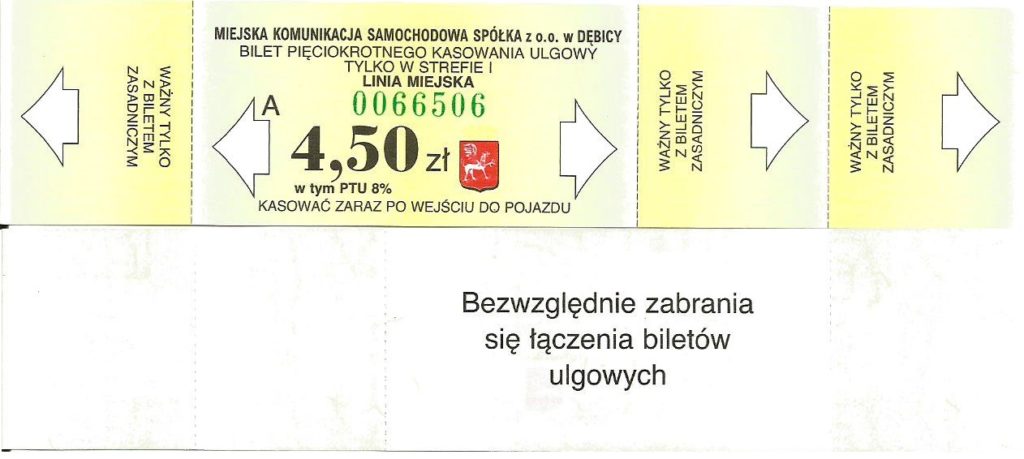 WAŻNY TYLKO
Z BILETEM
ZASADNICZYM
MIEJSKA KOMUNIKACJA SAMOCHODOWA SPÓŁKA z o.o. w DĘBICY
BILET PIĘCIOKROTNEGO KASOWANIA ULGOWY
TYLKO W STREFIE I
LINIA MIEJSKA
A
0066506
4,50 zł
w tym PTU 8%
KASOWAĆ ZARAZ PO WEJŚCIU DO POJAZDU
WAŻNY TYLKO
Z BILETEM
ZASADNICZYM
WAŻNY TYLKO
Z BILETEM
ZASADNICZYM
Bezwzględnie zabrania
się łączenia biletów
ulgowych